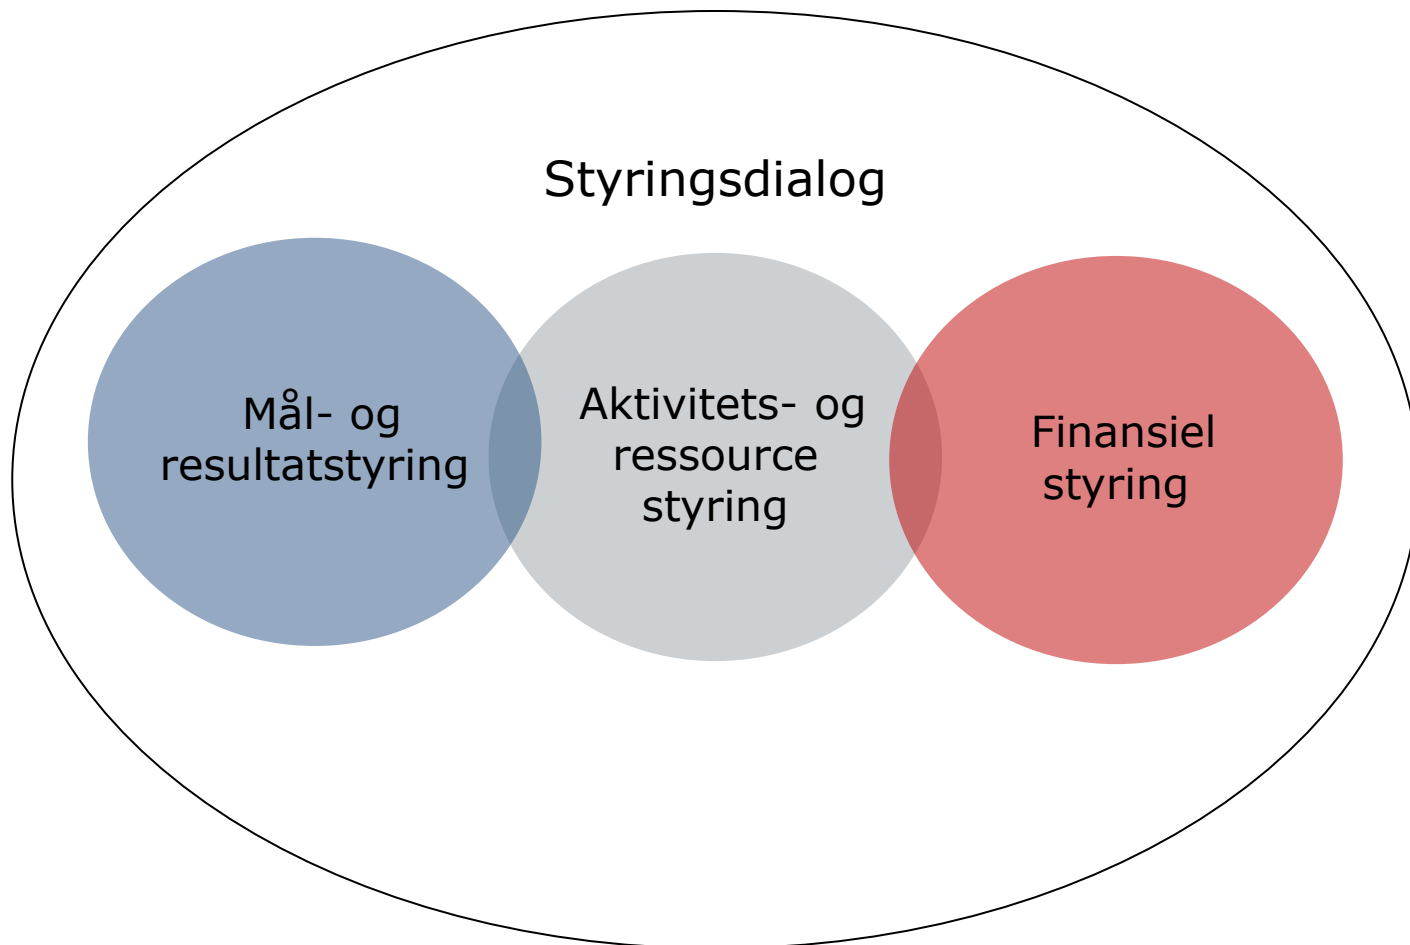 Styringsdialog
Mål- og
resultatstyring
Aktivitets- og
ressource
styring
Finansiel
styring